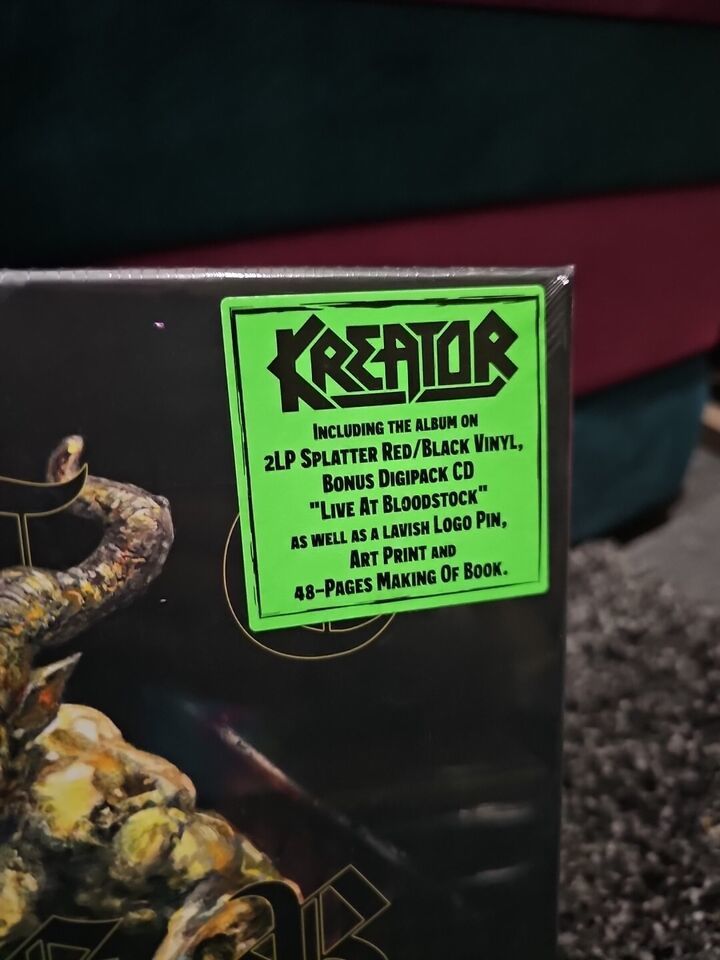 KREATOR
INCLUDING THE ALBUM ON
2LP SPLATTER RED/BLACK VINYL,
BONUS DIGIPACK CD
"LIVE AT BLOODSTOCK"
AS WELL AS A LAVISH LOGO PIN,
ART PRINT AND
48-PAGES MAKING OF BOOK.